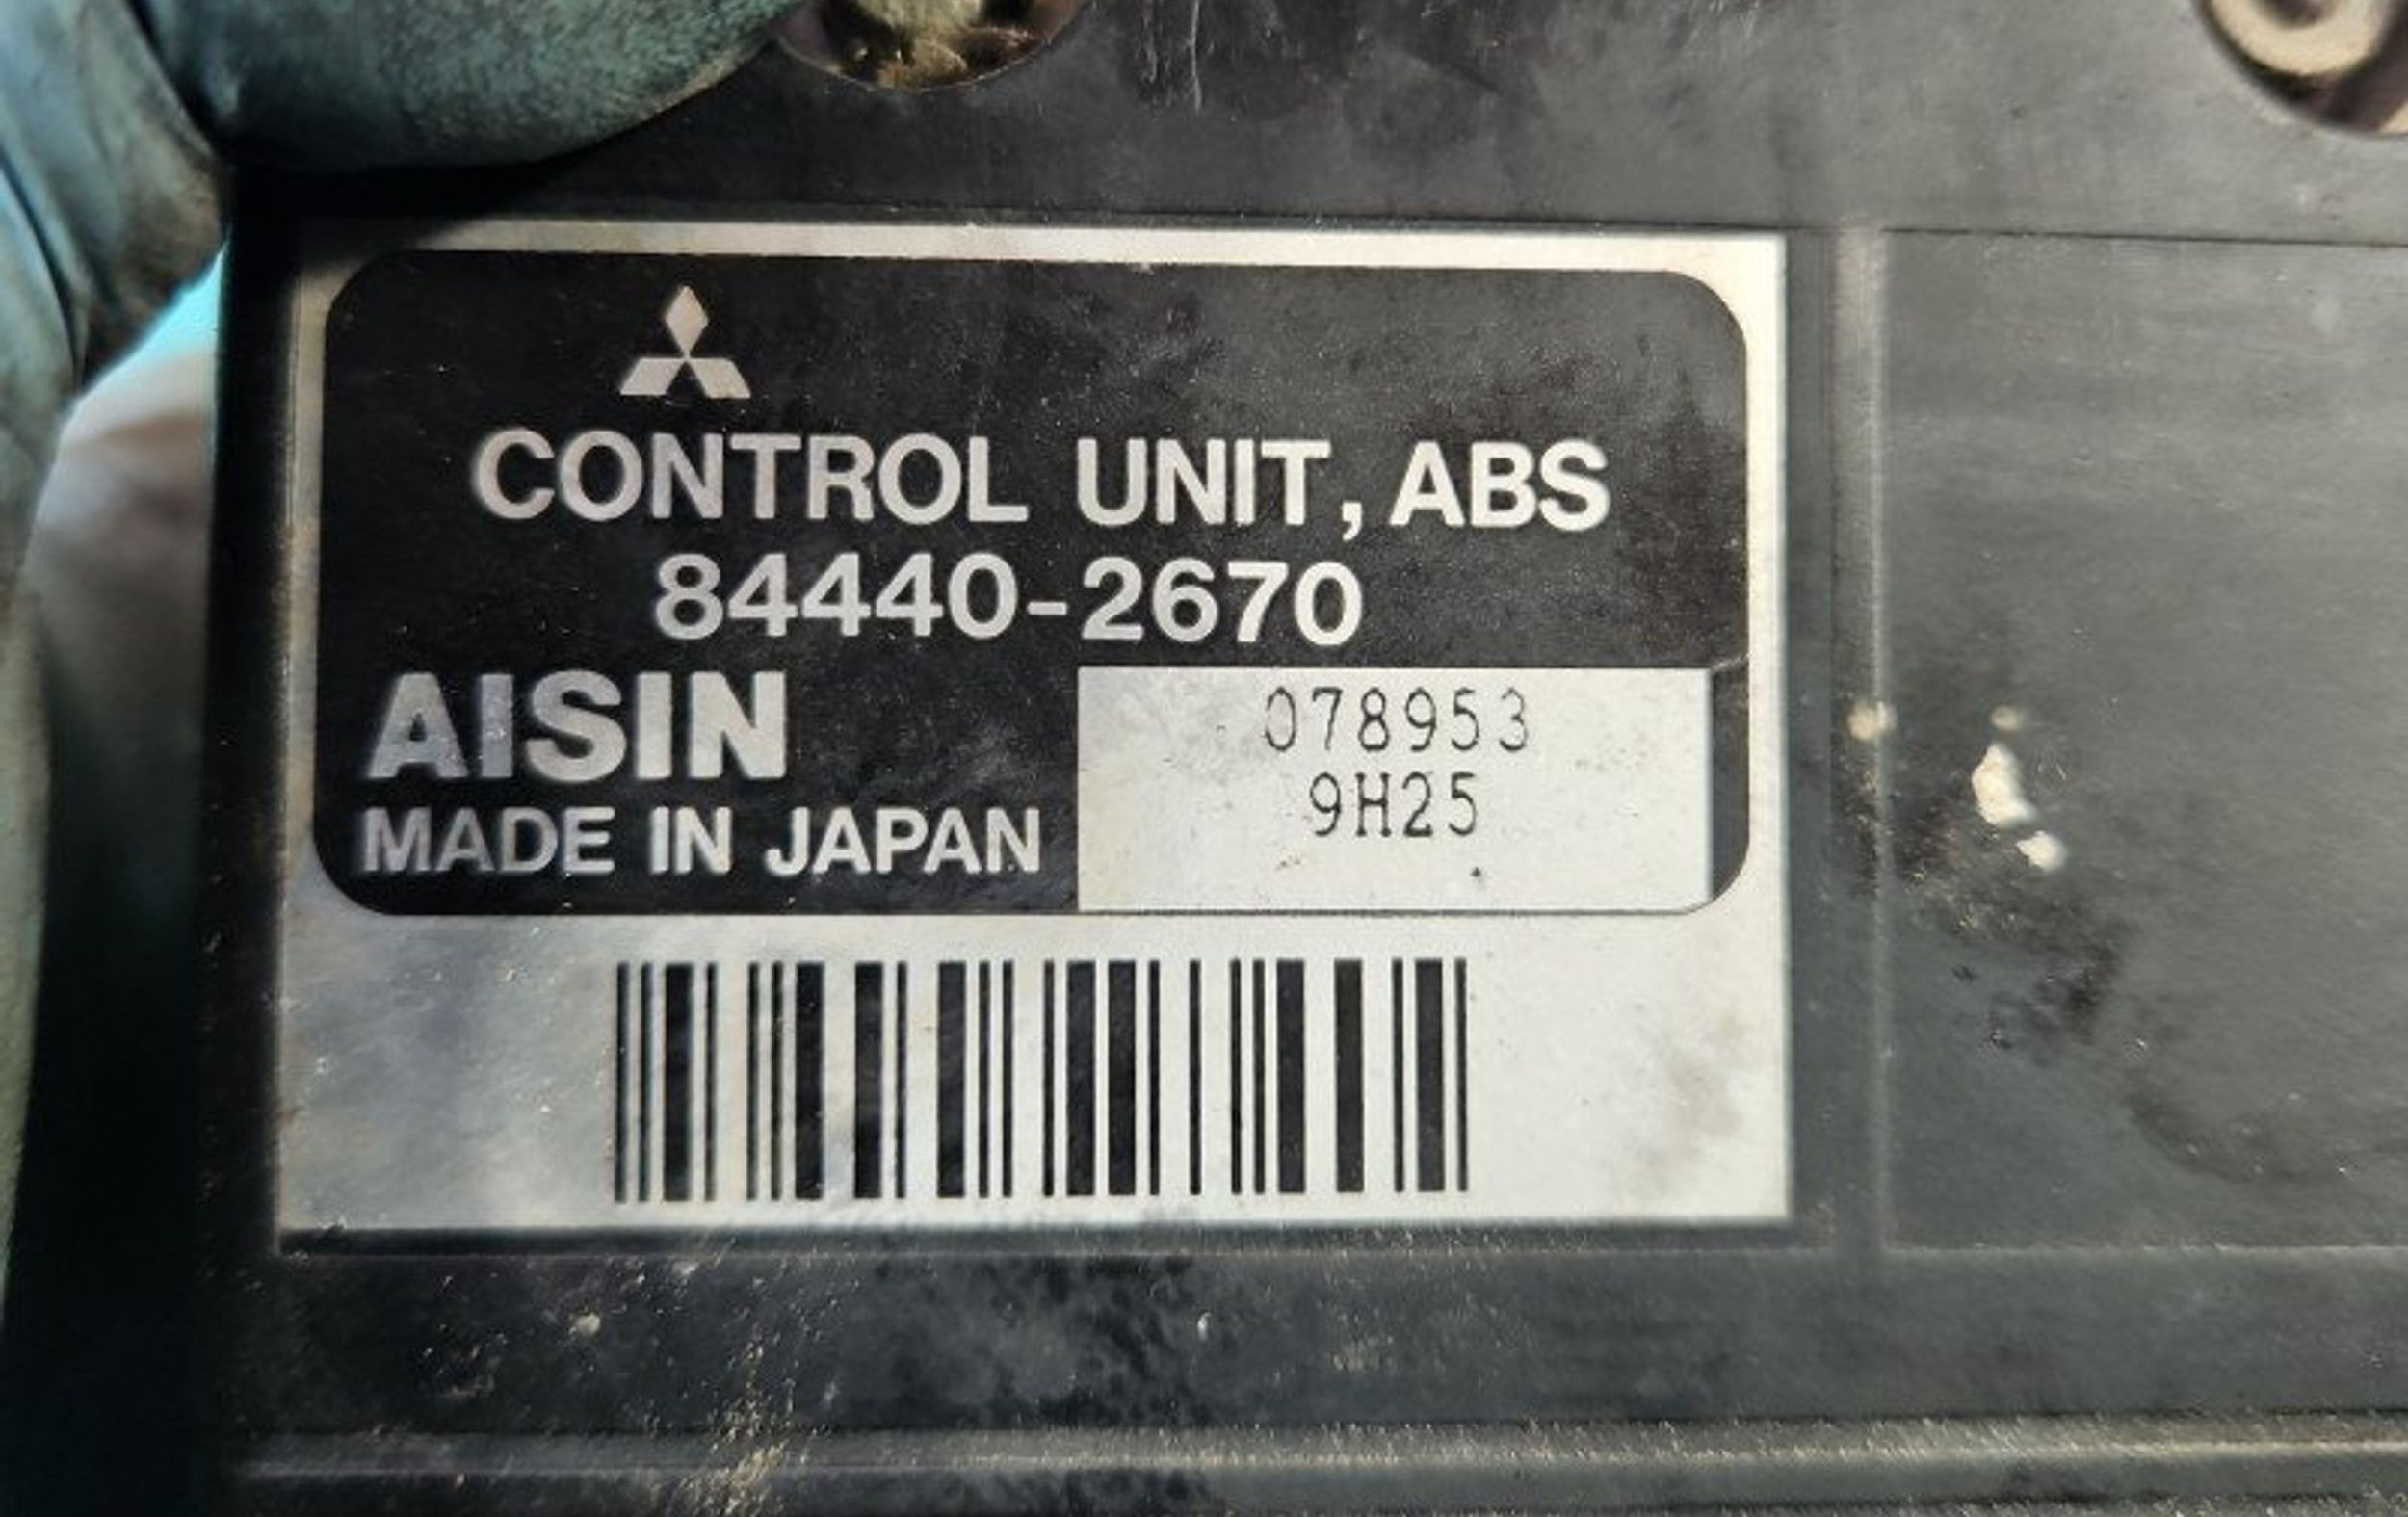 CONTROL UNIT, ABS
84440-2670
AISIN
MADE IN JAPAN
078953
9H25